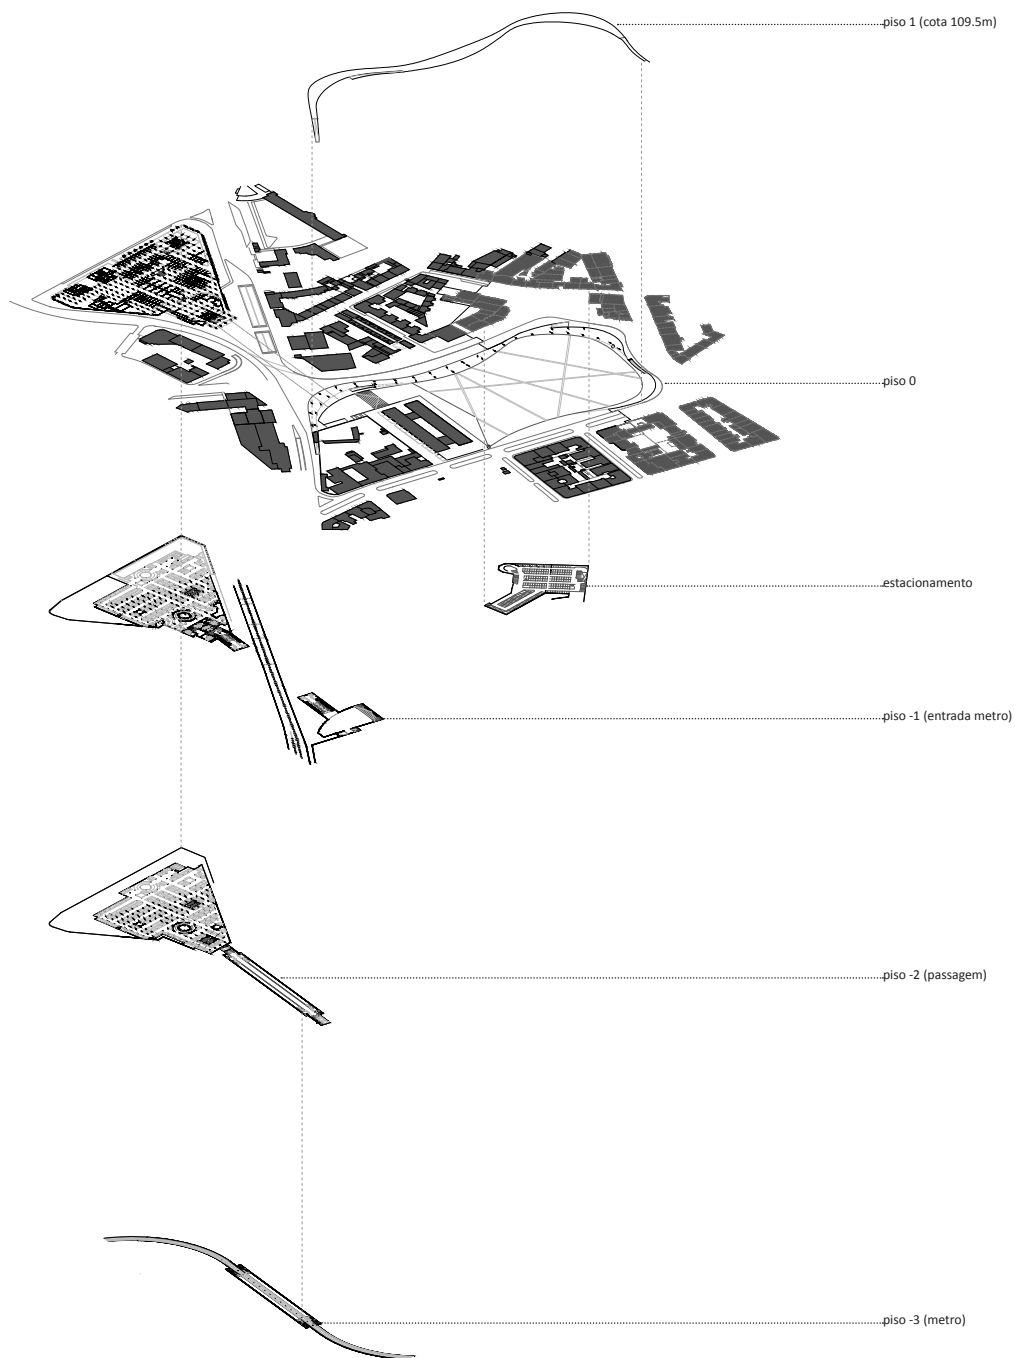 piso 1 (cota 109.5m)
piso 0
estacionamento
piso -1 (entrada metro)
piso -2 (passagem)
piso -3 (metro)